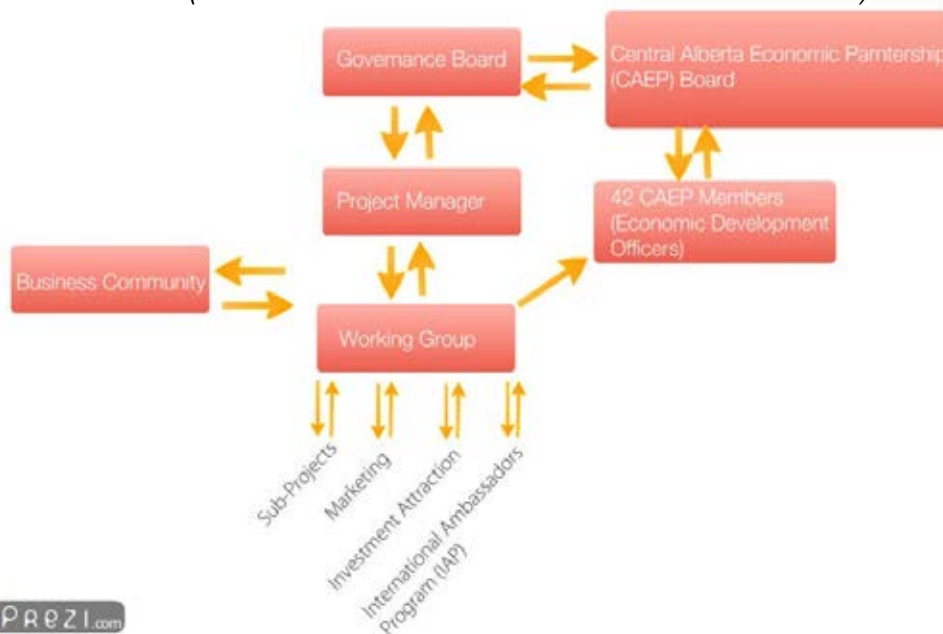 Governance Board
Central Alberta Economic Parntership
(CAEP) Board
Project Manager
42 CAEP Members
(Economic Development
Officers)
Business Community
Working Group
Sub-Projects
Marketing
Investment Attraction
International Ambassadors
Program (IAP)
PREZI.com